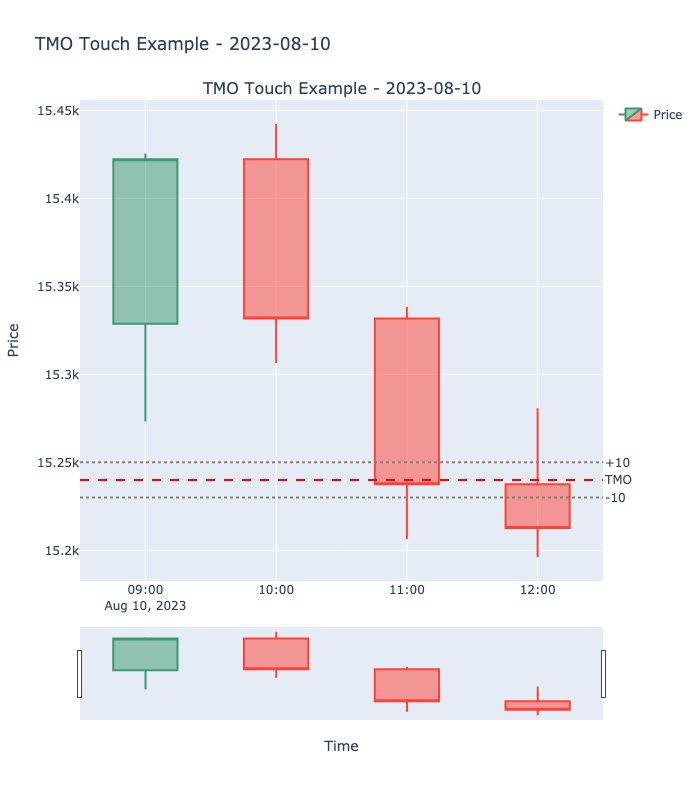 TMO Touch Example - 2023-08-10
TMO Touch Example - 2023-08-10
Price
15.45k
15.4k
15.35k
15.3k
15.25k
15.2k
Price
+10
TMO
-10
09:00
Aug 10, 2023
10:00
11:00
12:00
Time